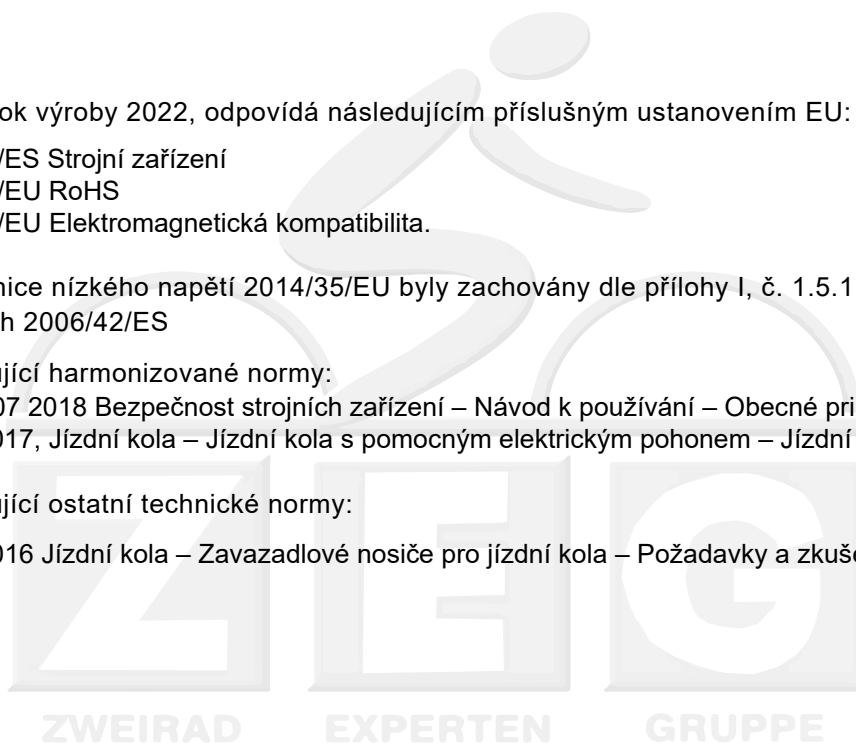 ok výroby 2022, odpovídá následujícím příslušným ustanovením EU:
/ES Strojní zařízení
/EU RoHS
/EU Elektromagnetická kompatibilita.
nice nízkého napětí 2014/35/EU byly zachovány dle přílohy I, č. 1.5.1
h 2006/42/ES
jící harmonizované normy:
07 2018 Bezpečnost strojních zařízení – Návod k používání – Obecné pri
017, Jízdní kola – Jízdní kola s pomocným elektrickým pohonem – Jízdní
jící ostatní technické normy:
016 Jízdní kola – Zavazadlové nosiče pro jízdní kola – Požadavky a zkuše
ZEG
ZWEIRAD EXPERTEN GRUPPE